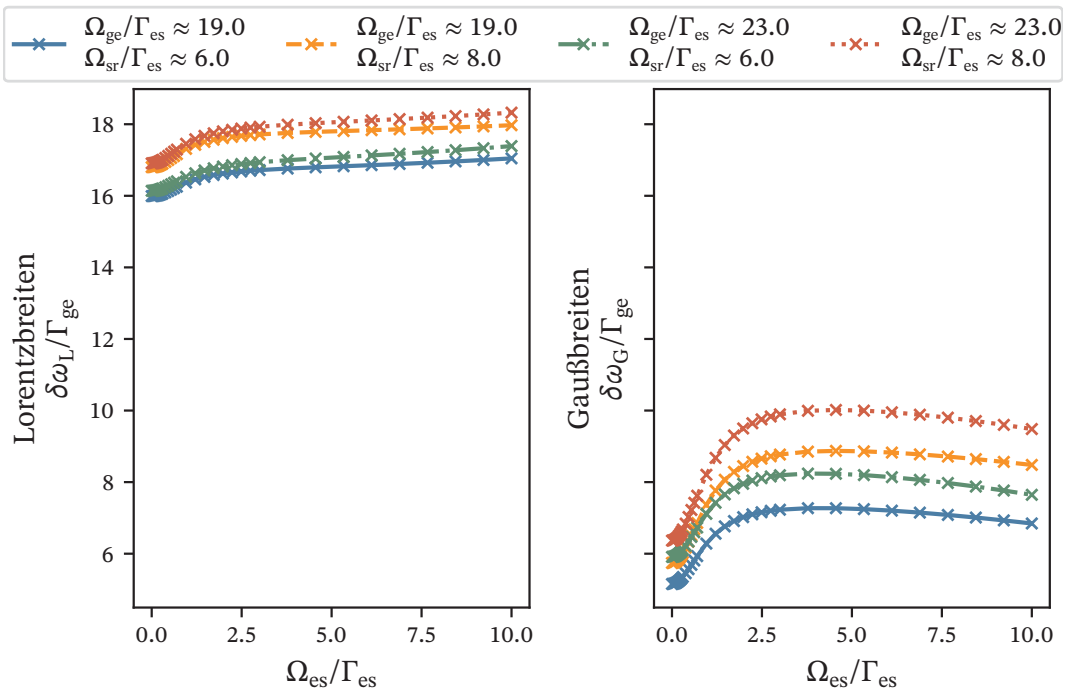 Ω_ge/Γ_es ≈ 19.0
Ω_sr/Γ_es ≈ 6.0
Ω_ge/Γ_es ≈ 19.0
Ω_sr/Γ_es ≈ 8.0
Ω_ge/Γ_es ≈ 23.0
Ω_sr/Γ_es ≈ 6.0
Ω_ge/Γ_es ≈ 23.0
Ω_sr/Γ_es ≈ 8.0
Lorentzbreiten
δω_L/Γ_ge
18
16
14
12
10
8
6
0.0 2.5 5.0 7.5 10.0
Ω_es/Γ_es
Gaußbreiten
δω_G/Γ_ge
0.0 2.5 5.0 7.5 10.0
Ω_es/Γ_es